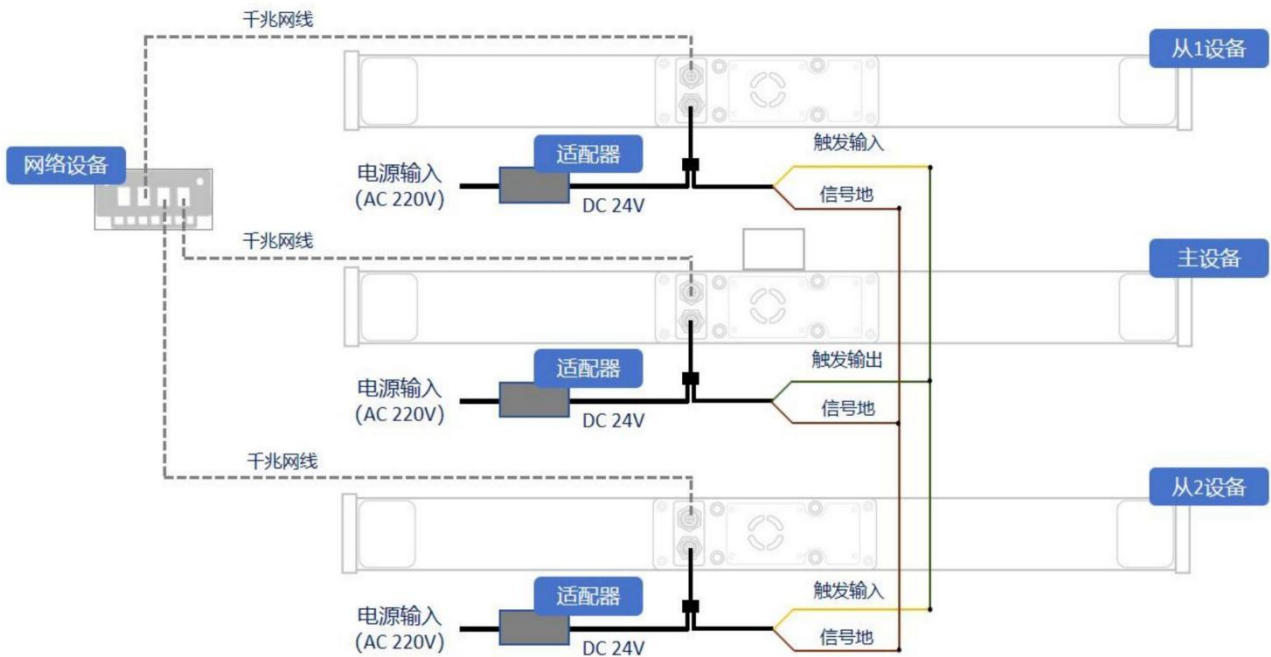 千兆网线
从1设备
网络设备
适配器
触发输入
电源输入
(AC 220V)
DC 24V
信号地
千兆网线
主设备
适配器
触发输出
电源输入
(AC 220V)
DC 24V
信号地
千兆网线
从2设备
适配器
触发输入
电源输入
(AC 220V)
DC 24V
信号地